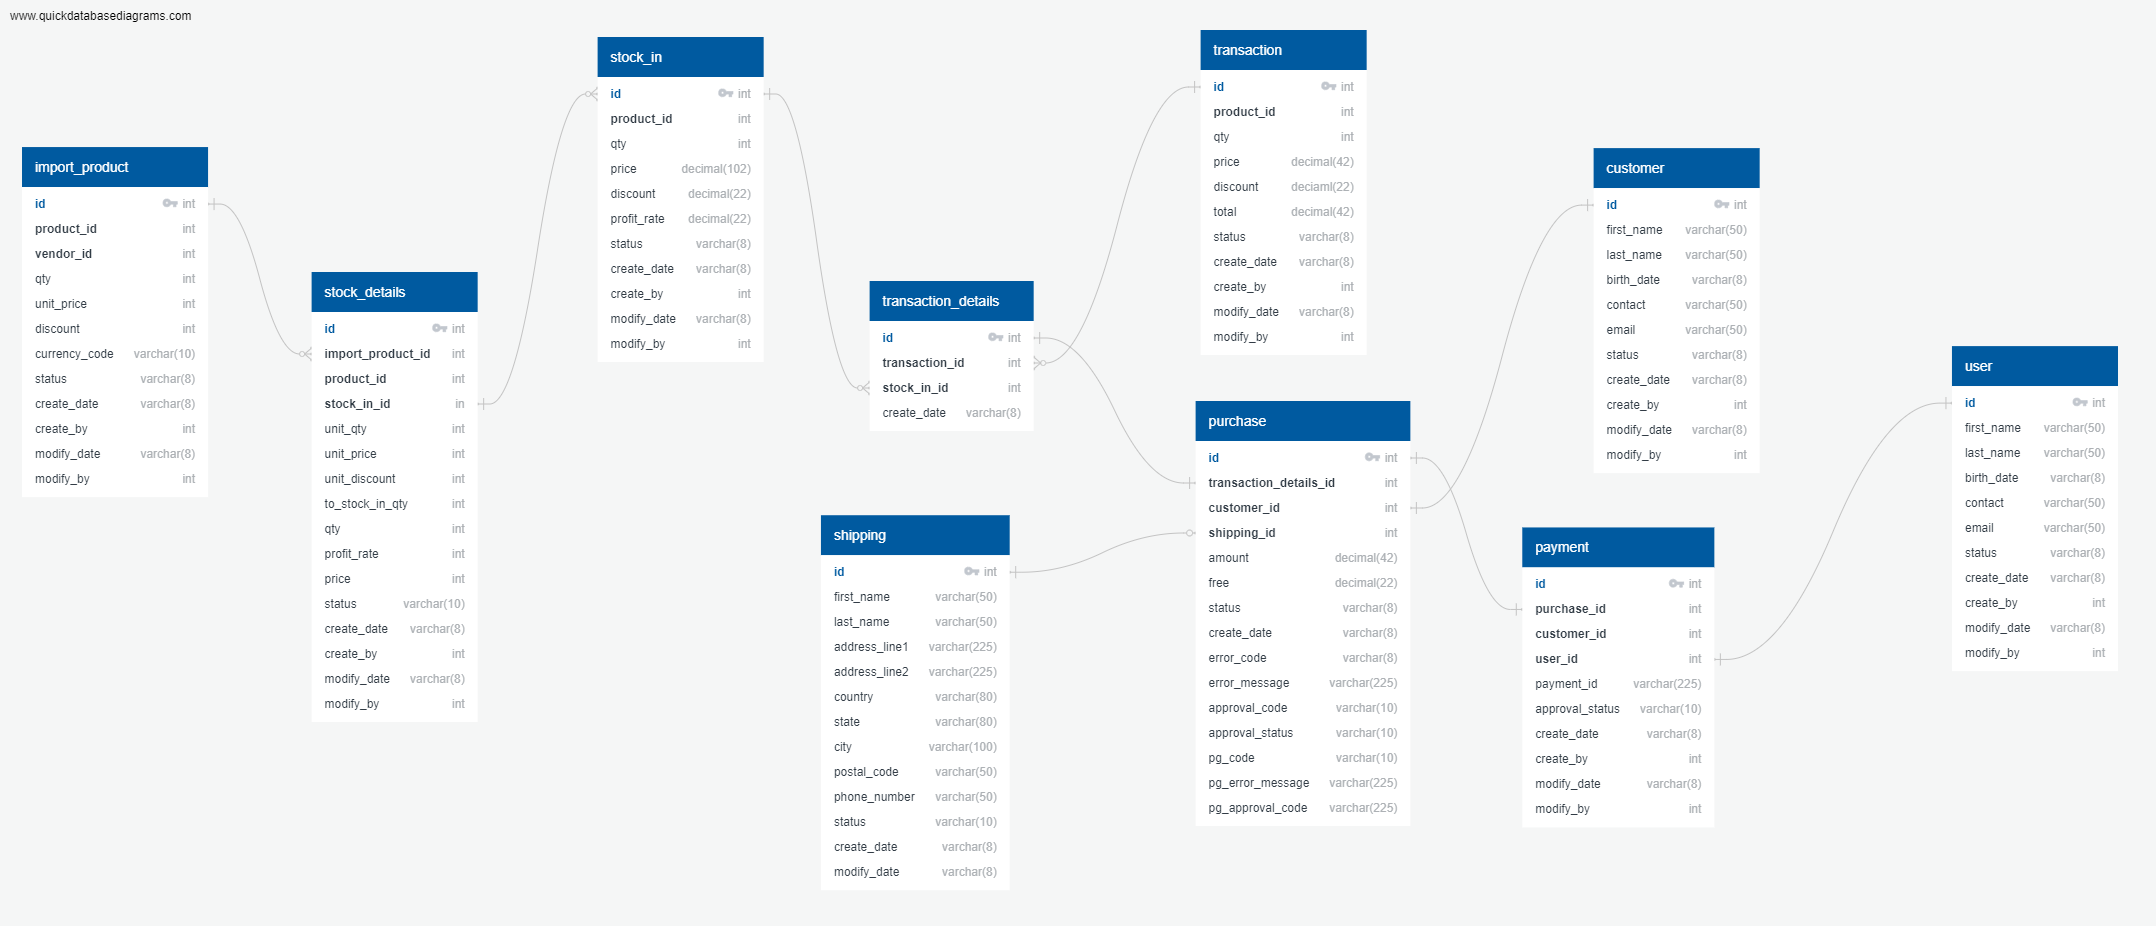 www.quickdatabasediagrams.com
import_product
id int
product_id int
vendor_id int
qty int
unit_price int
discount int
currency_code varchar(10)
status varchar(8)
create_date varchar(8)
create_by int
modify_date varchar(8)
modify_by int
stock_details
id int
import_product_id int
product_id int
stock_in_id in
unit_qty int
unit_price int
unit_discount int
to_stock_in_qty int
qty int
profit_rate int
price int
status varchar(10)
create_date varchar(8)
create_by int
modify_date varchar(8)
modify_by int
stock_in
id int
product_id int
qty int
price decimal(102)
discount decimal(22)
profit_rate decimal(22)
status varchar(8)
create_date varchar(8)
create_by int
modify_date varchar(8)
modify_by int
transaction_details
id int
transaction_id int
stock_in_id int
create_date varchar(8)
shipping
id int
first_name varchar(50)
last_name varchar(50)
address_line1 varchar(225)
address_line2 varchar(225)
country varchar(80)
state varchar(80)
city varchar(100)
postal_code varchar(50)
phone_number varchar(50)
status varchar(10)
create_date varchar(8)
modify_date varchar(8)
transaction
id int
product_id int
qty int
price decimal(42)
discount deciaml(22)
total decimal(42)
status varchar(8)
create_date varchar(8)
create_by int
modify_date varchar(8)
modify_by int
purchase
id int
transaction_details_id int
customer_id int
shipping_id int
amount decimal(42)
free decimal(22)
status varchar(8)
create_date varchar(8)
error_code varchar(8)
error_message varchar(225)
approval_code varchar(10)
approval_status varchar(10)
pg_code varchar(10)
pg_error_message varchar(225)
pg_approval_code varchar(225)
customer
id int
first_name varchar(50)
last_name varchar(50)
birth_date varchar(8)
contact varchar(50)
email varchar(50)
status varchar(8)
create_date varchar(8)
create_by int
modify_date varchar(8)
modify_by int
payment
id int
purchase_id int
customer_id int
user_id int
payment_id varchar(225)
approval_status varchar(10)
create_date varchar(8)
create_by int
modify_date varchar(8)
modify_by int
user
id int
first_name varchar(50)
last_name varchar(50)
birth_date varchar(8)
contact varchar(50)
email varchar(50)
status varchar(8)
create_date varchar(8)
create_by int
modify_date varchar(8)
modify_by int